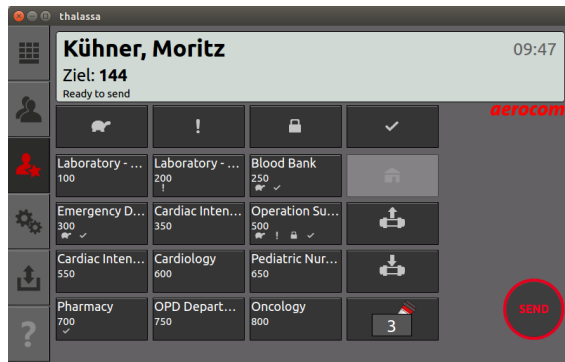 thalassa
Kühner, Moritz
09:47
Ziel: 144
Ready to send
aerocom
!
Laboratory - ...
100
Laboratory - ...
200
!
Blood Bank
250
Emergency D...
300
Cardiac Inten...
350
Operation Su...
500
!
Cardiac Inten...
550
Cardiology
600
Pediatric Nur...
650
Pharmacy
700
OPD Depart...
750
Oncology
800
3
SEND
?